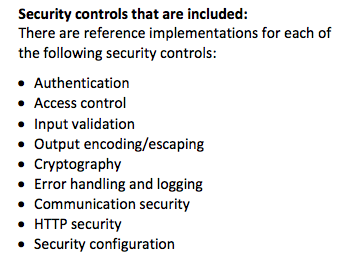 Security controls that are included:
There are reference implementations for each of
the following security controls:
• Authentication
• Access control
• Input validation
• Output encoding/escaping
• Cryptography
• Error handling and logging
• Communication security
• HTTP security
• Security configuration